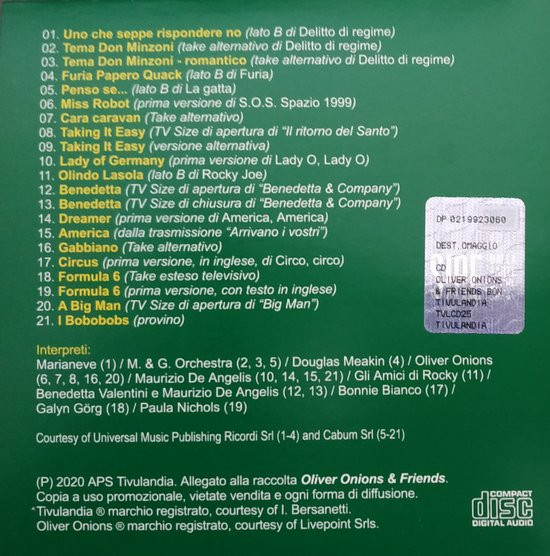 01. Uno che seppe rispondere no (lato B di Delitto di regime)
02. Tema Don Minzoni (take alternativo di Delitto di regime)
03. Tema Don Minzoni - romantico (take alternativo di Delitto di regime)
04. Furia Papero Quack (lato B di Furia)
05. Penso se... (lato B di La gatta)
06. Miss Robot (prima versione di S.O.S. Spazio 1999)
07. Cara caravan (Take alternativo)
08. Taking It Easy (TV Size di apertura di "Il ritorno del Santo")
09. Taking It Easy (versione alternativa)
10. Lady of Germany (prima versione di Lady O, Lady O)
11. Olindo Lasola (lato B di Rocky Joe)
12. Benedetta (TV Size di apertura di "Benedetta & Company")
13. Benedetta (TV Size di chiusura di "Benedetta & Company")
14. Dreamer (prima versione di America, America)
15. America (dalla trasmissione "Arrivano i vostri")
16. Gabbiano (Take alternativo)
17. Circus (prima versione, in inglese, di Circo, circo)
18. Formula 6 (Take esteso televisivo)
19. Formula 6 (prima versione, con testo in inglese)
20. A Big Man (TV Size di apertura di "Big Man")
21. I Bobobobs (provino)
DP 0219923060
DEST.OMAGGIO
CD
OLIVER ONIONS
& FRIENDS BON
TIVULANDIA
TVLCD25
TIVULANDIA
Interpreti:
Marianeve (1) / M. & G. Orchestra (2, 3, 5) / Douglas Meakin (4) / Oliver Onions
(6, 7, 8, 16, 20) / Maurizio De Angelis (10, 14, 15, 21) / Gli Amici di Rocky (11) /
Benedetta Valentini e Maurizio De Angelis (12, 13) / Bonnie Bianco (17) /
Galyn Görg (18) / Paula Nichols (19)
Courtesy of Universal Music Publishing Ricordi Srl (1-4) and Cabum Srl (5-21)
(P) 2020 APS Tivulandia. Allegato alla raccolta Oliver Onions & Friends.
Copia a uso promozionale, vietate vendita e ogni forma di diffusione.
*Tivulandia ® marchio registrato, courtesy of I. Bersanetti.
Oliver Onions ® marchio registrato, courtesy of Livepoint Srls.
COMPACT
disc
DIGITAL AUDIO